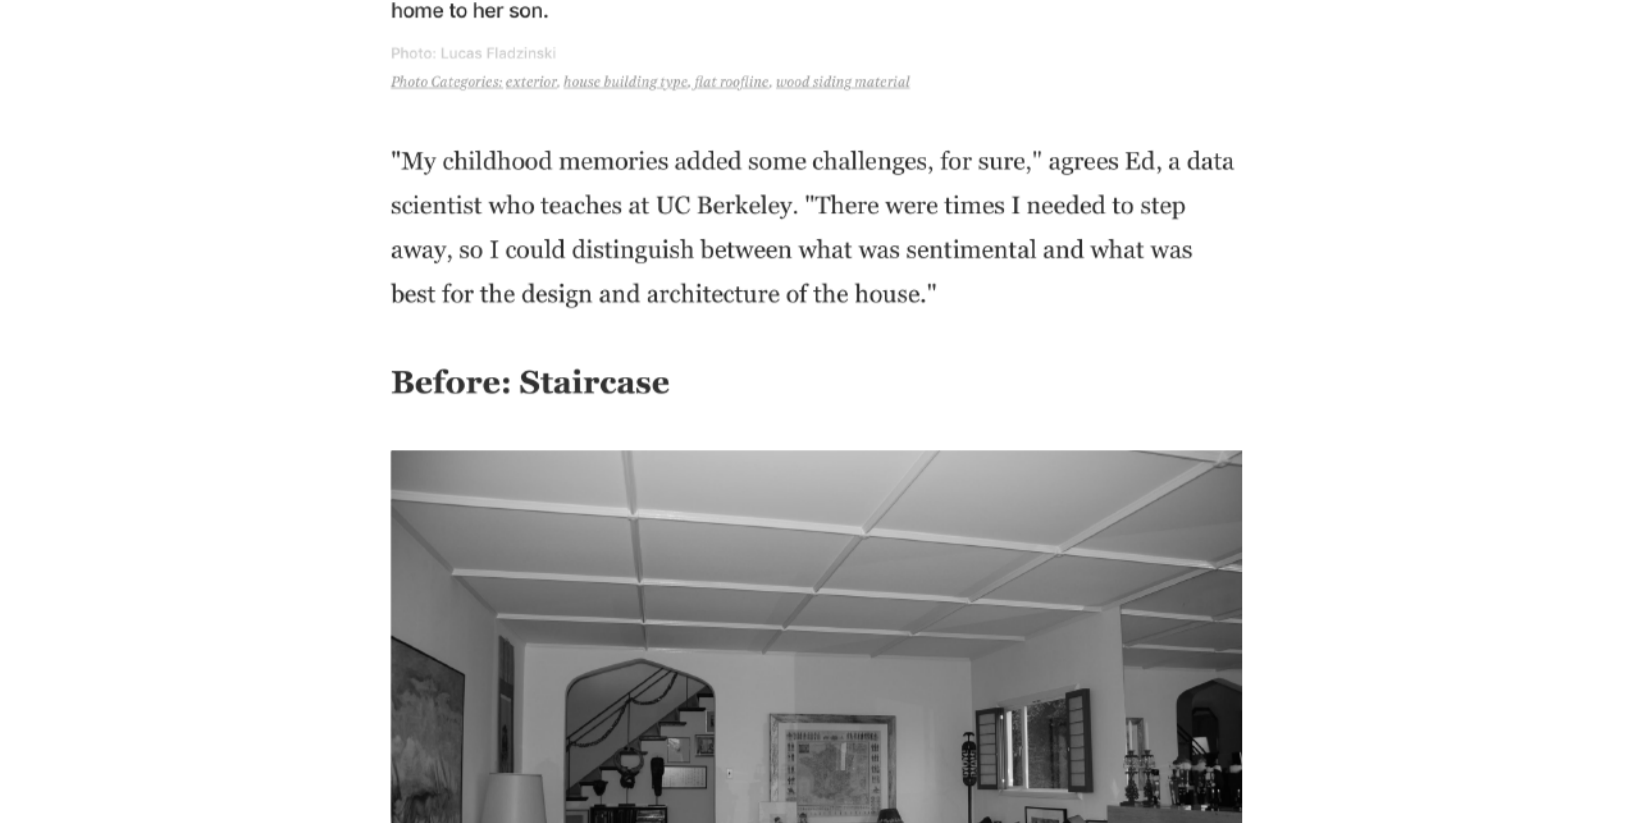 home to her son.
Photo: Lucas Fladzinski
Photo Categories: exterior, house building type, flat roofline, wood siding material
"My childhood memories added some challenges, for sure," agrees Ed, a data
scientist who teaches at UC Berkeley. "There were times I needed to step
away, so I could distinguish between what was sentimental and what was
best for the design and architecture of the house."
Before: Staircase